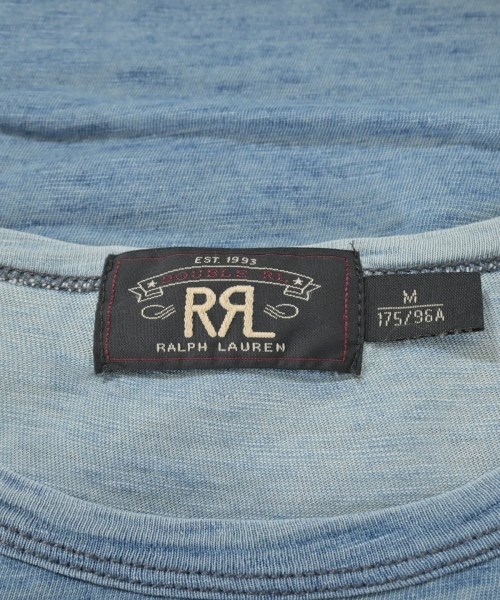 EST. 1993
DOUBLE RL
RRL
RALPH LAUREN
M
175/96A